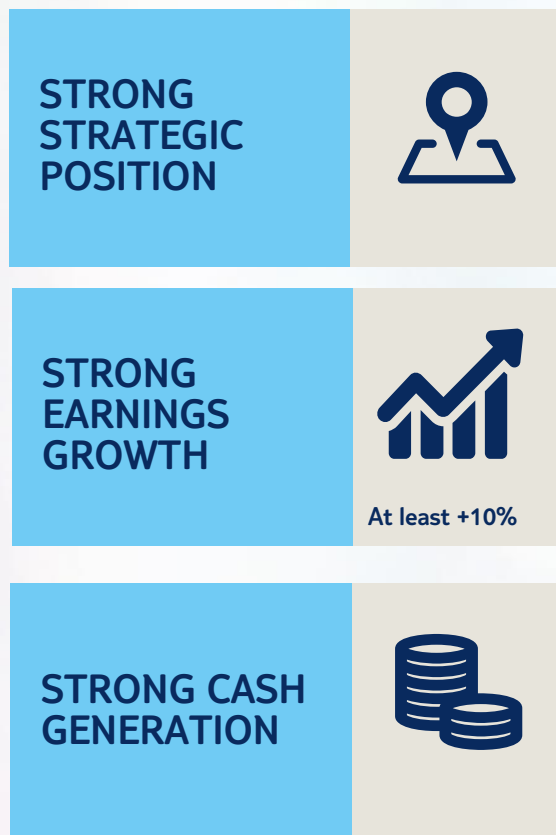 STRONG
STRATEGIC
POSITION
STRONG
EARNINGS
GROWTH
At least +10%
STRONG CASH
GENERATION